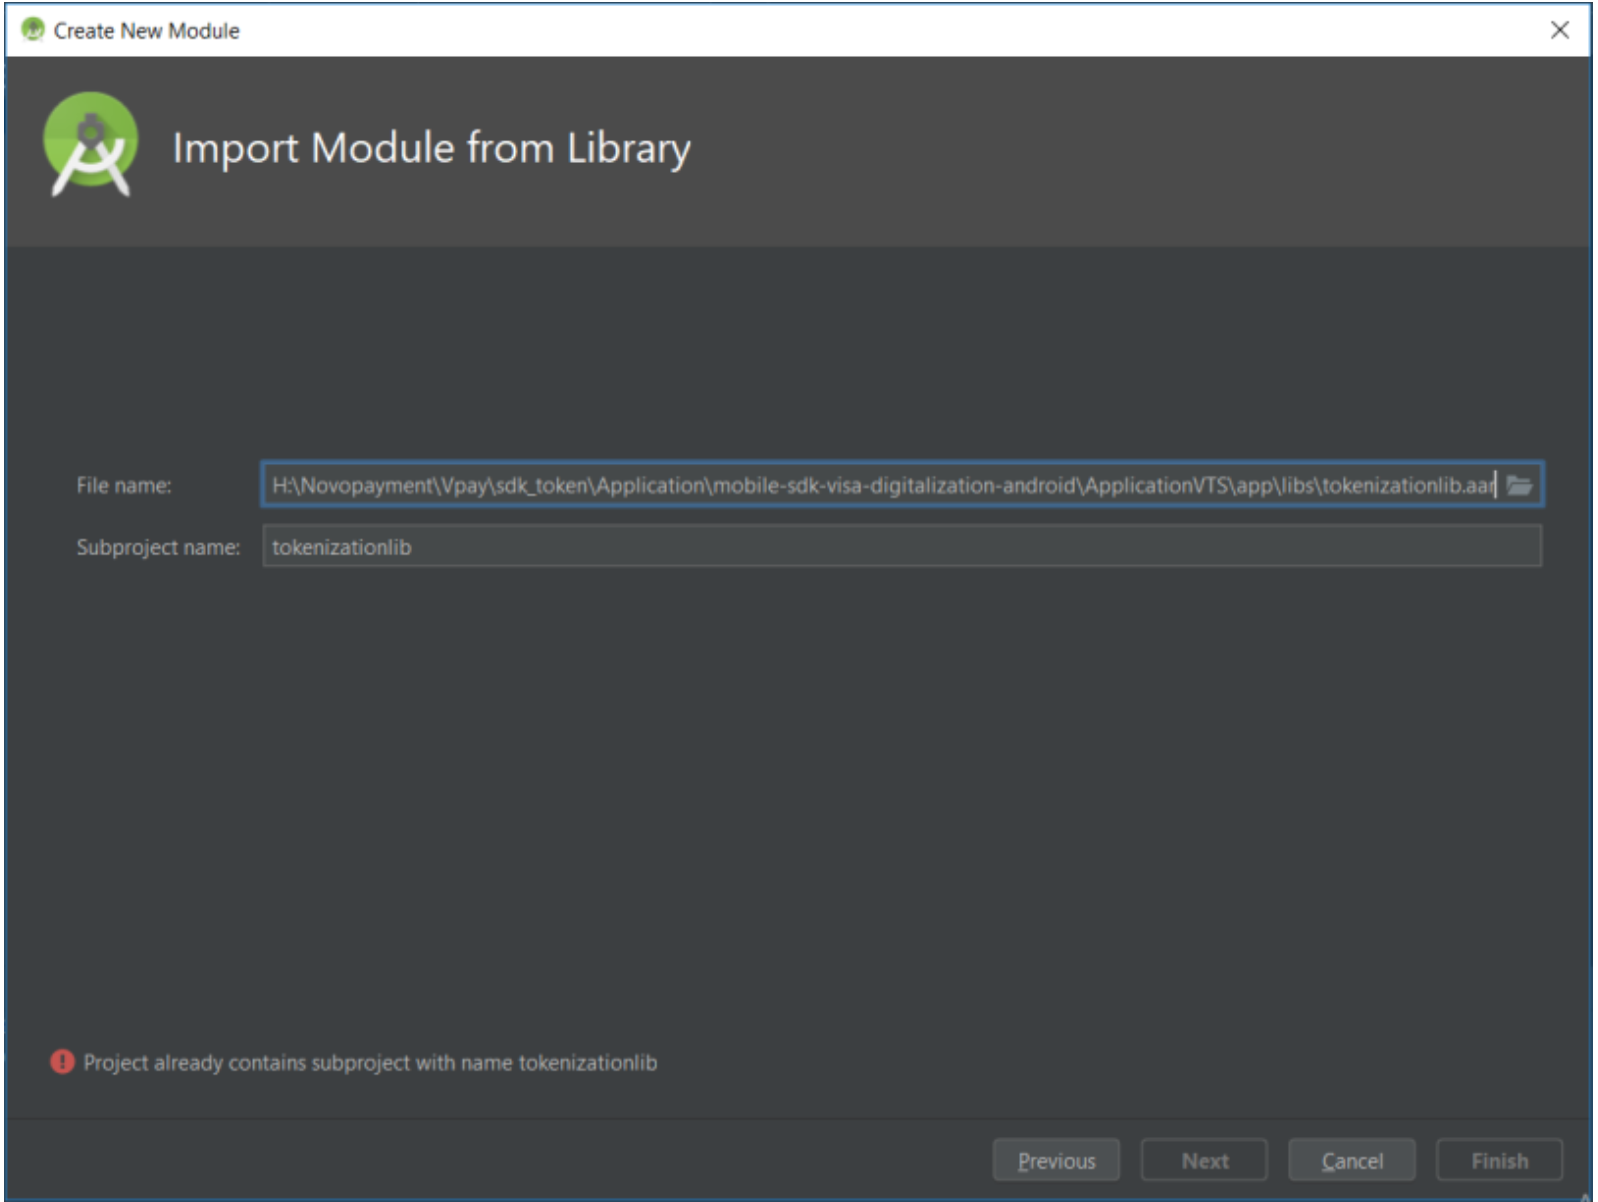 Create New Module
Import Module from Library
File name: H:\Novopayment\Vpay\sdk_token\Application\mobile-sdk-visa-digitalization-android\ApplicationVTS\app\libs\tokenizationlib.aar
Subproject name: tokenizationlib
Project already contains subproject with name tokenizationlib
Previous Next Cancel Finish